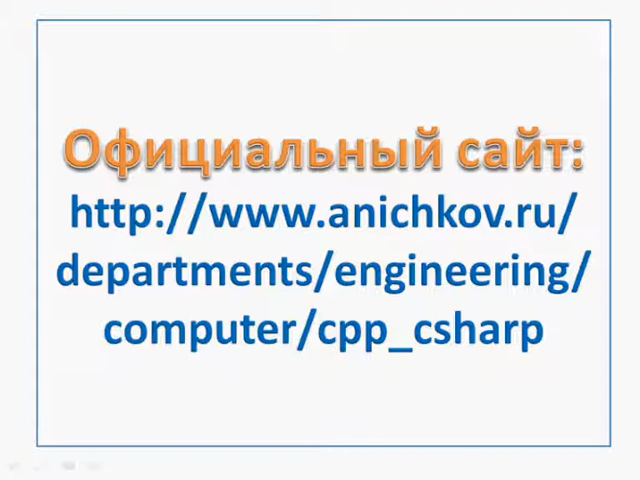 Официальный сайт:
http://www.anichkov.ru/
departments/engineering/
computer/cpp_csharp